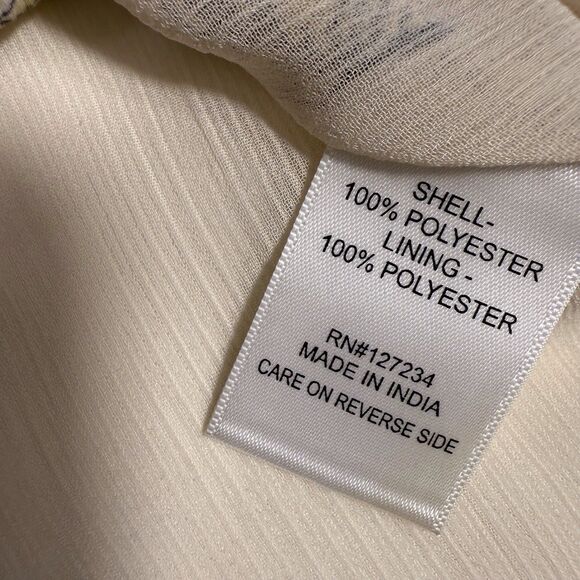 SHELL-
100% POLYESTER
LINING -
100% POLYESTER
RN#127234
MADE IN INDIA
CARE ON REVERSE SIDE